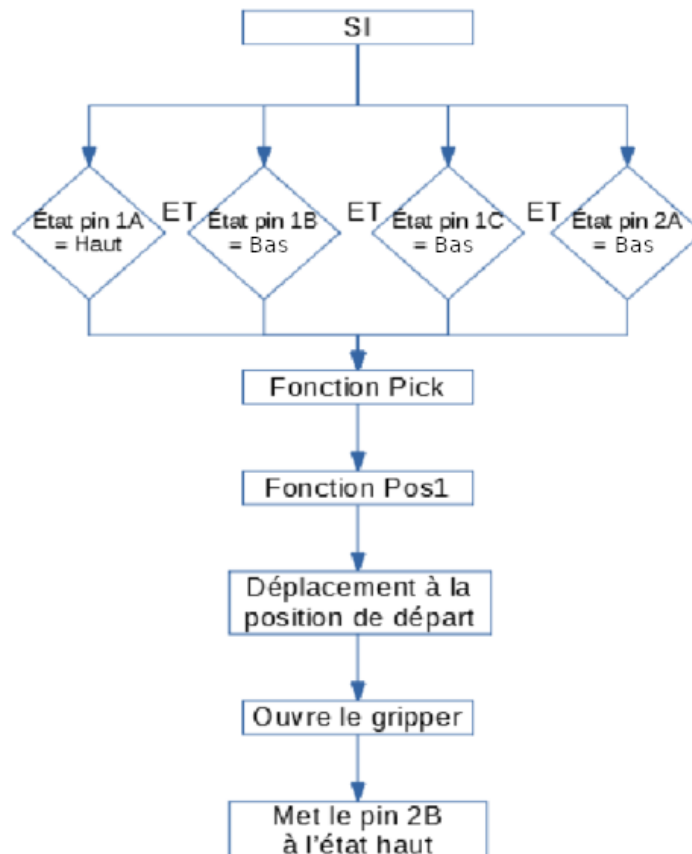 SI
État pin 1A
= Haut
ET
État pin 1B
= Bas
ET
État pin 1C
= Bas
ET
État pin 2A
= Bas
Fonction Pick
Fonction Pos1
Déplacement à la
position de départ
Ouvre le gripper
Met le pin 2B
à l'état haut